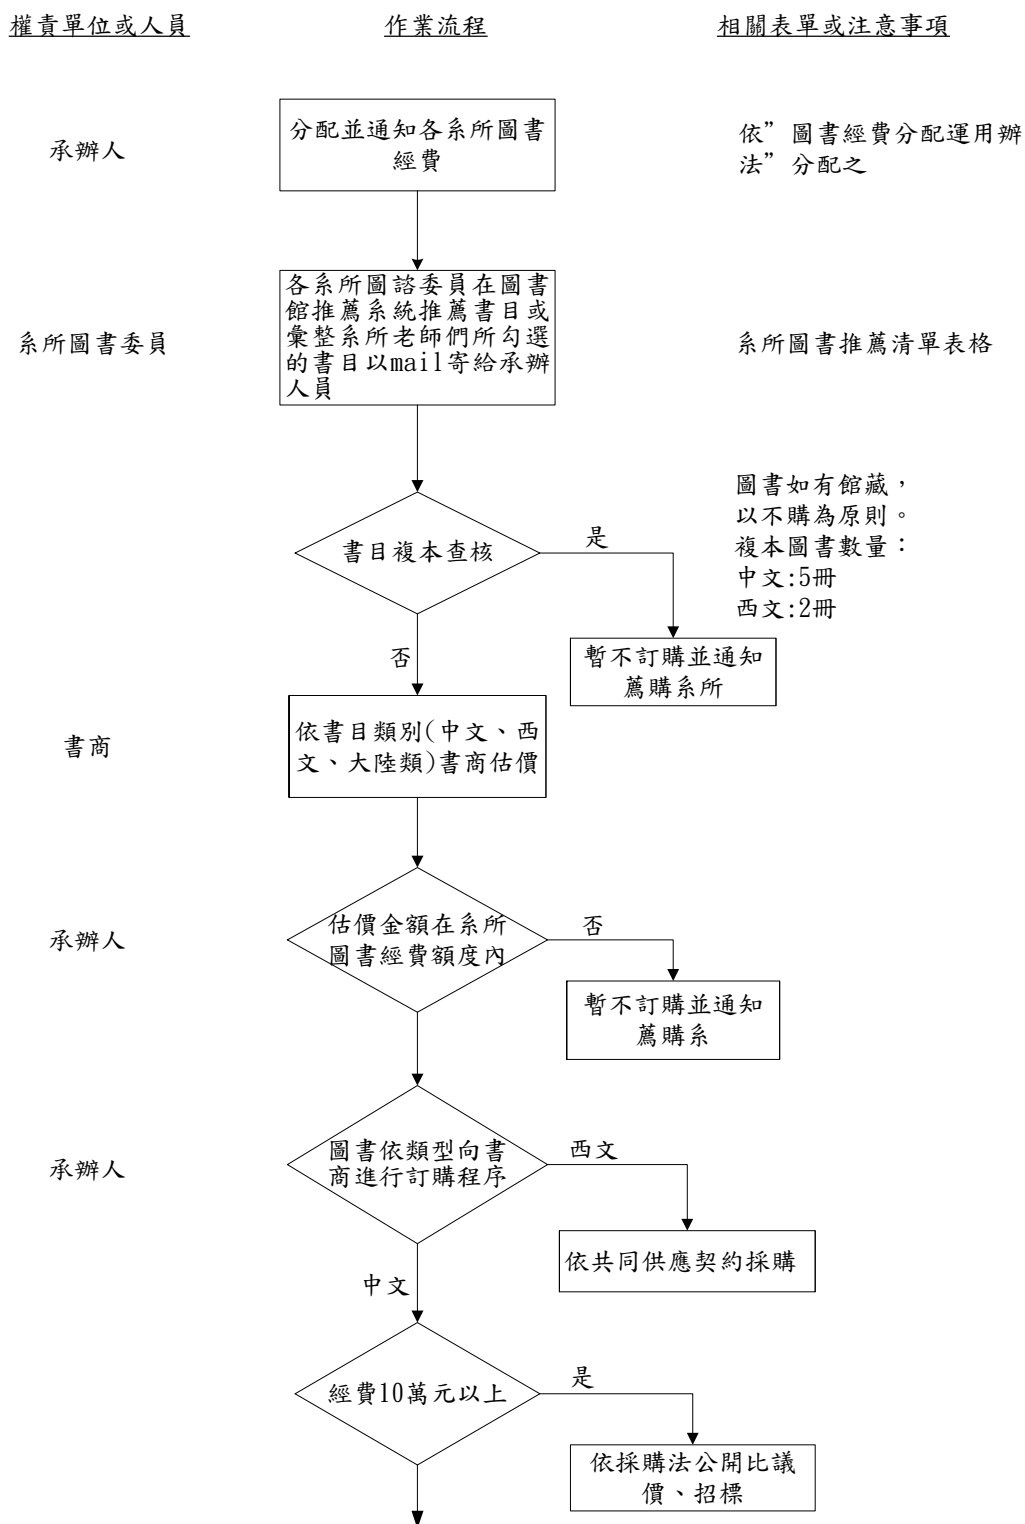 權責單位或人員
作業流程
相關表單或注意事項
承辦人
分配並通知各系所圖書
經費
依”圖書經費分配運用辦
法”分配之
系所圖書委員
各系所圖諮委員在圖書
館推薦系統推薦書目或
彙整系所老師們所勾選
的書目以mail寄給承辦
人員
系所圖書推薦清單表格
圖書如有館藏，
以不購為原則。
複本圖書數量：
中文:5冊
西文:2冊
書目複本查核
是
暫不訂購並通知
薦購系所
否
書商
依書目類別(中文、西
文、大陸類)書商估價
承辦人
估價金額在系所
圖書經費額度內
否
暫不訂購並通知
薦購系
承辦人
圖書依類型向書
商進行訂購程序
西文
依共同供應契約採購
中文
經費10萬元以上
是
依採購法公開比議
價、招標